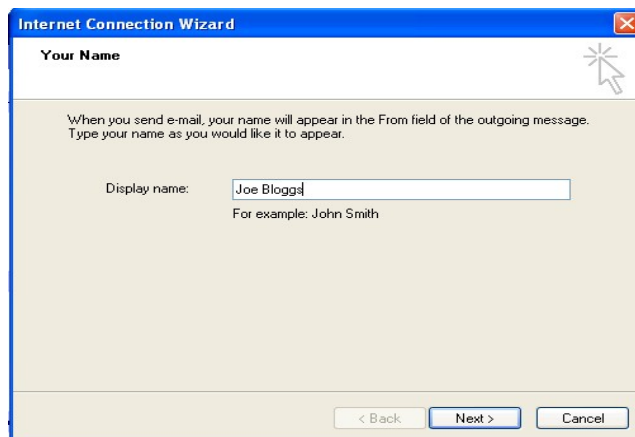 Internet Connection Wizard
Your Name
When you send e-mail, your name will appear in the From field of the outgoing message.
Type your name as you would like it to appear.
Display name: Joe Bloggs
For example: John Smith
< Back Next > Cancel